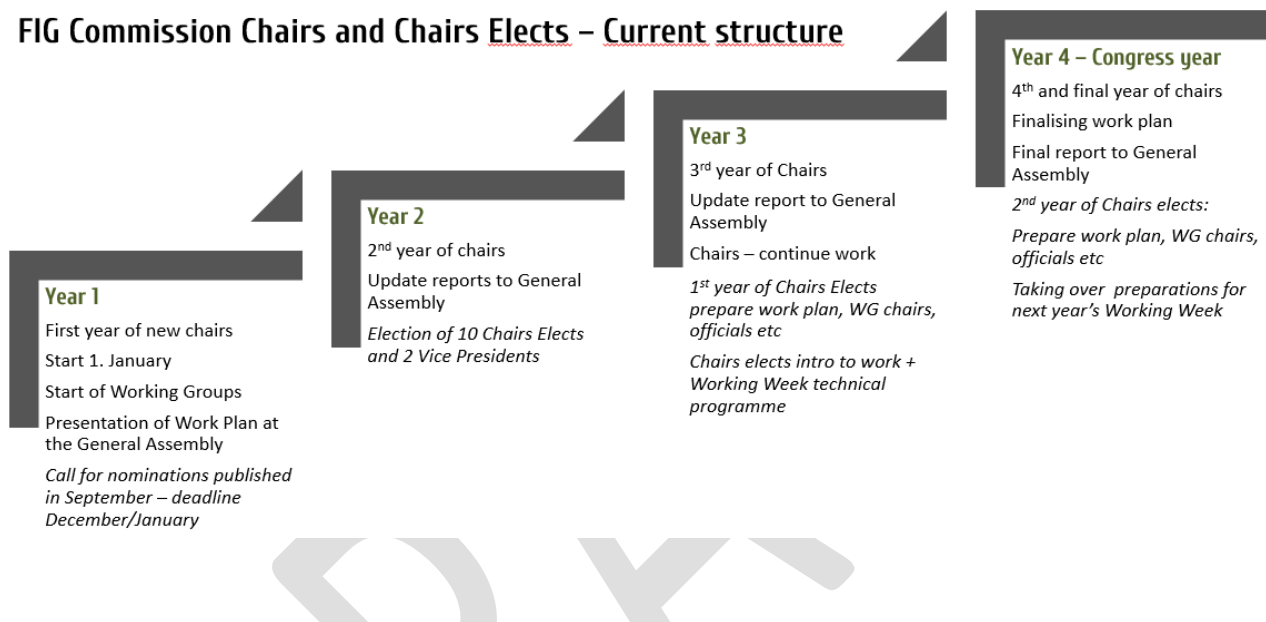 FIG Commission Chairs and Chairs Elects – Current structure
Year 1
First year of new chairs
Start 1. January
Start of Working Groups
Presentation of Work Plan at
the General Assembly
Call for nominations published
in September – deadline
December/January
Year 2
2nd year of chairs
Update reports to General
Assembly
Election of 10 Chairs Elects
and 2 Vice Presidents
Year 3
3rd year of Chairs
Update report to General
Assembly
Chairs – continue work
1st year of Chairs Elects
prepare work plan, WG chairs,
officials etc
Chairs elects intro to work +
Working Week technical
programme
Year 4 – Congress year
4th and final year of chairs
Finalising work plan
Final report to General
Assembly
2nd year of Chairs elects:
Prepare work plan, WG chairs,
officials etc
Taking over preparations for
next year's Working Week